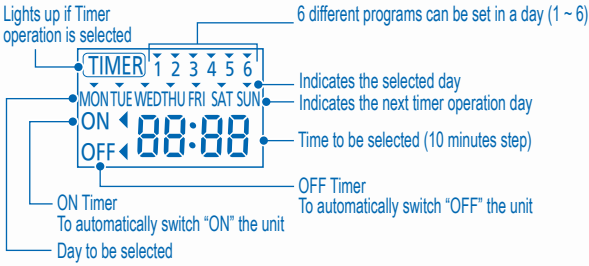 Lights up if Timer
operation is selected
6 different programs can be set in a day (1 ~ 6)
TIMER 1 2 3 4 5 6
Indicates the selected day
MON TUE WED THU FRI SAT SUN
Indicates the next timer operation day
ON
88:88
Time to be selected (10 minutes step)
OFF
OFF Timer
To automatically switch “OFF” the unit
ON Timer
To automatically switch “ON” the unit
Day to be selected